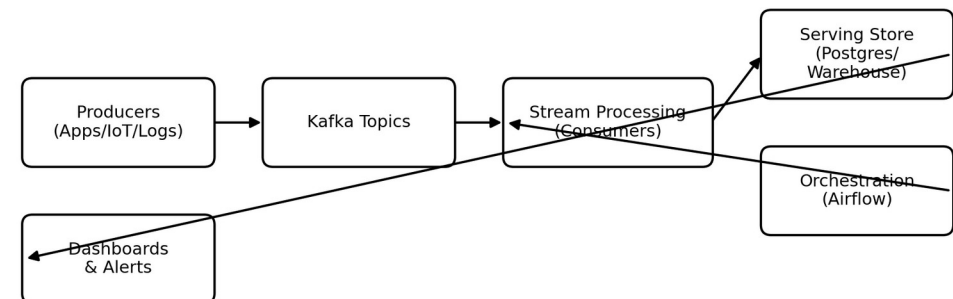 Producers
(Apps/IoT/Logs)
Kafka Topics
Stream Processing
(Consumers)
Serving Store
(Postgres/
Warehouse)
Orchestration
(Airflow)
Dashboards
& Alerts